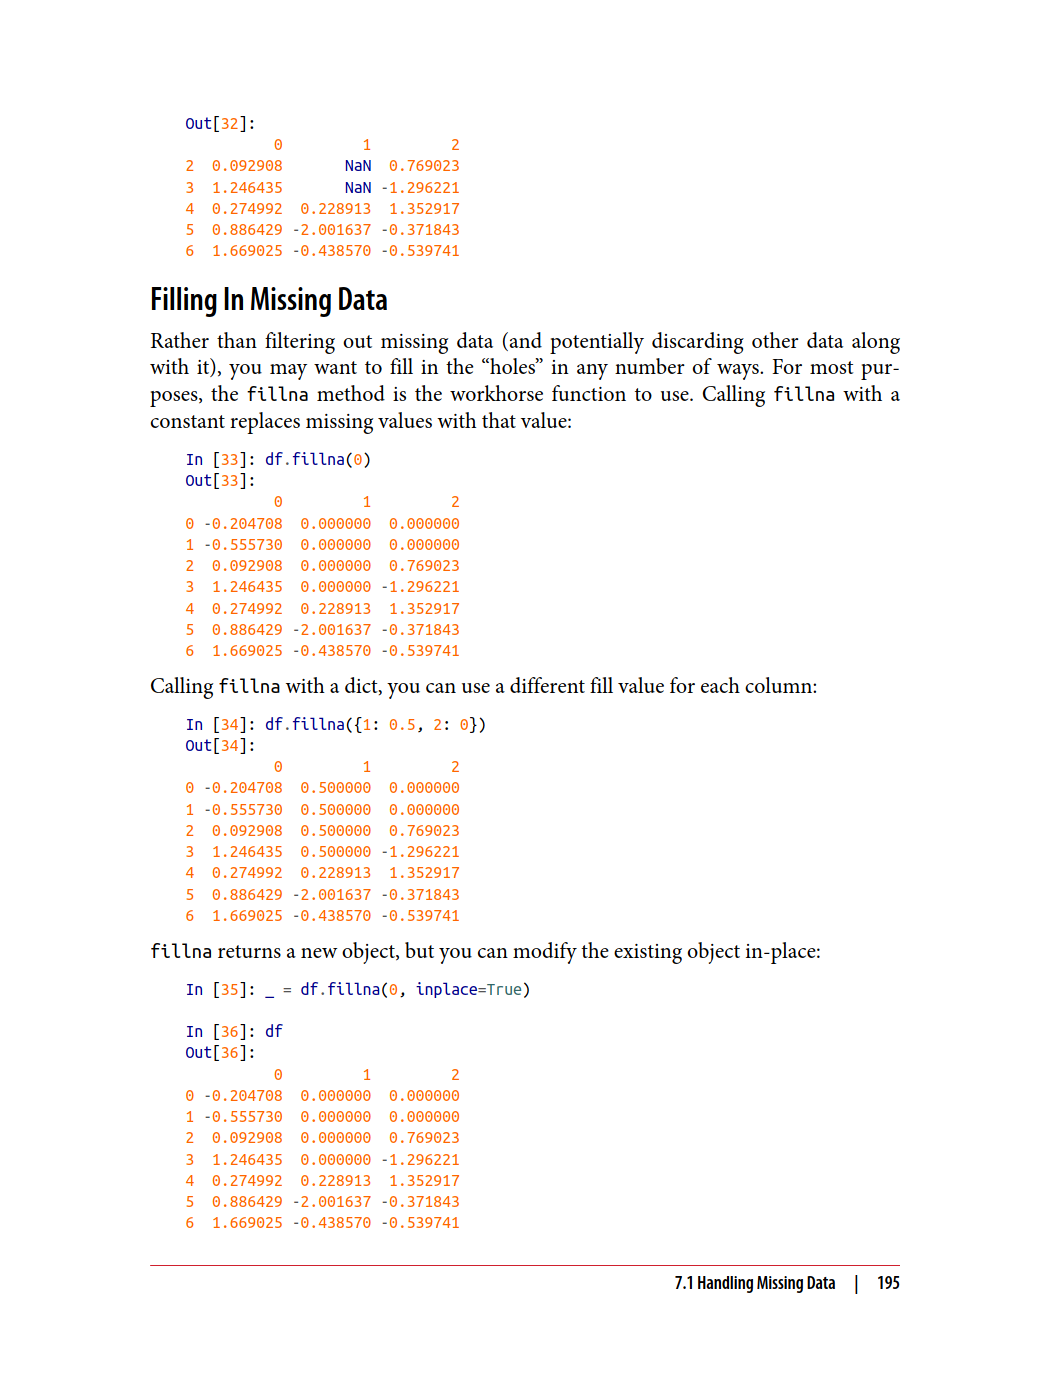 Out[32]:
          0         1         2
2  0.092908       NaN  0.769023
3  1.246435       NaN -1.296221
4  0.274992  0.228913  1.352917
5  0.886429 -2.001637 -0.371843
6  1.669025 -0.438570 -0.539741
Filling In Missing Data
Rather than filtering out missing data (and potentially discarding other data along
with it), you may want to fill in the “holes” in any number of ways. For most pur-
poses, the fillna method is the workhorse function to use. Calling fillna with a
constant replaces missing values with that value:
In [33]: df.fillna(0)
Out[33]:
          0         1         2
0 -0.204708  0.000000  0.000000
1 -0.555730  0.000000  0.000000
2  0.092908  0.000000  0.769023
3  1.246435  0.000000 -1.296221
4  0.274992  0.228913  1.352917
5  0.886429 -2.001637 -0.371843
6  1.669025 -0.438570 -0.539741
Calling fillna with a dict, you can use a different fill value for each column:
In [34]: df.fillna({1: 0.5, 2: 0})
Out[34]:
          0         1         2
0 -0.204708  0.500000  0.000000
1 -0.555730  0.500000  0.000000
2  0.092908  0.500000  0.769023
3  1.246435  0.500000 -1.296221
4  0.274992  0.228913  1.352917
5  0.886429 -2.001637 -0.371843
6  1.669025 -0.438570 -0.539741
fillna returns a new object, but you can modify the existing object in-place:
In [35]: _ = df.fillna(0, inplace=True)
In [36]: df
Out[36]:
          0         1         2
0 -0.204708  0.000000  0.000000
1 -0.555730  0.000000  0.000000
2  0.092908  0.000000  0.769023
3  1.246435  0.000000 -1.296221
4  0.274992  0.228913  1.352917
5  0.886429 -2.001637 -0.371843
6  1.669025 -0.438570 -0.539741
7.1 Handling Missing Data | 195